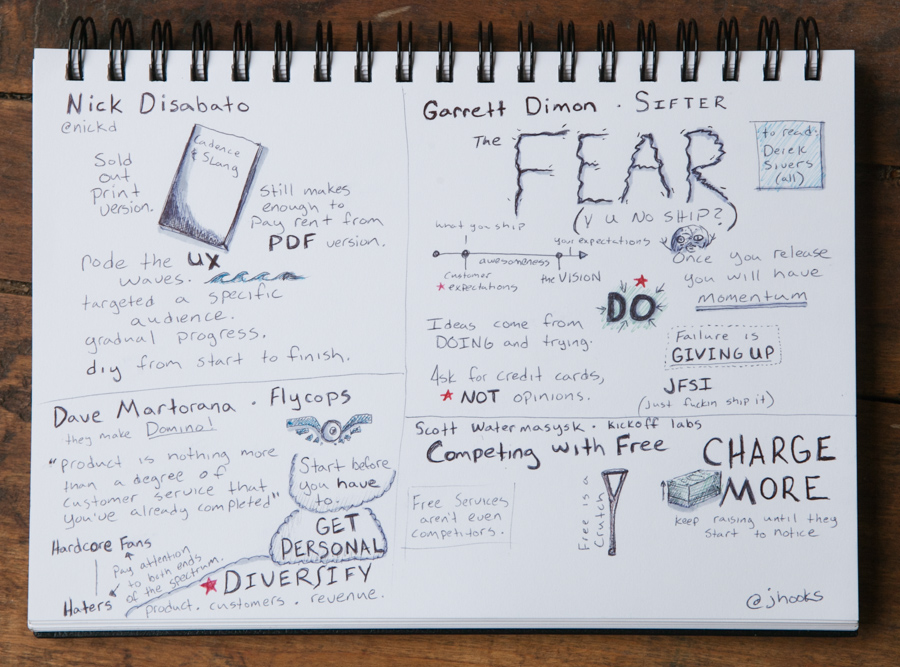 Nick Disabato
@nickd
Sold
out
Print
version.
Cadence
& Slang
Still makes
enough to
Pay rent from
PDF version.
rode the UX
waves.
targeted a specific
audience.
gradual progress.
diy from start to finish.
Garrett Dimon · SIFTER
The
FEAR
(Y U NO SHIP?)
to read:
Derek
Sivers
(all)
what you ship
your expectations
awesomeness
customer
expectations
the VISION
Once you release
you will have
momentum
DO
Ideas come from
DOING and trying.
Failure is
GIVING UP
Ask for credit cards,
NOT opinions.
JFSI
(Just fuckin ship it)
Dave Martorana · Flycops
they make Domino!
"product is nothing more
than a degree of
customer service that
you've already completed"
Start before
you have
to.
GET
PERSONAL
Hardcore Fans
Pay attention
to both ends
of the spectrum.
Haters
DIVERSIFY
product. customers. revenue.
Scott Watermasysk · kickoff labs
Competing with Free
Free Services
aren't even
competitors.
Free is a
Crutch
CHARGE
MORE
keep raising until they
start to notice
@jhooks